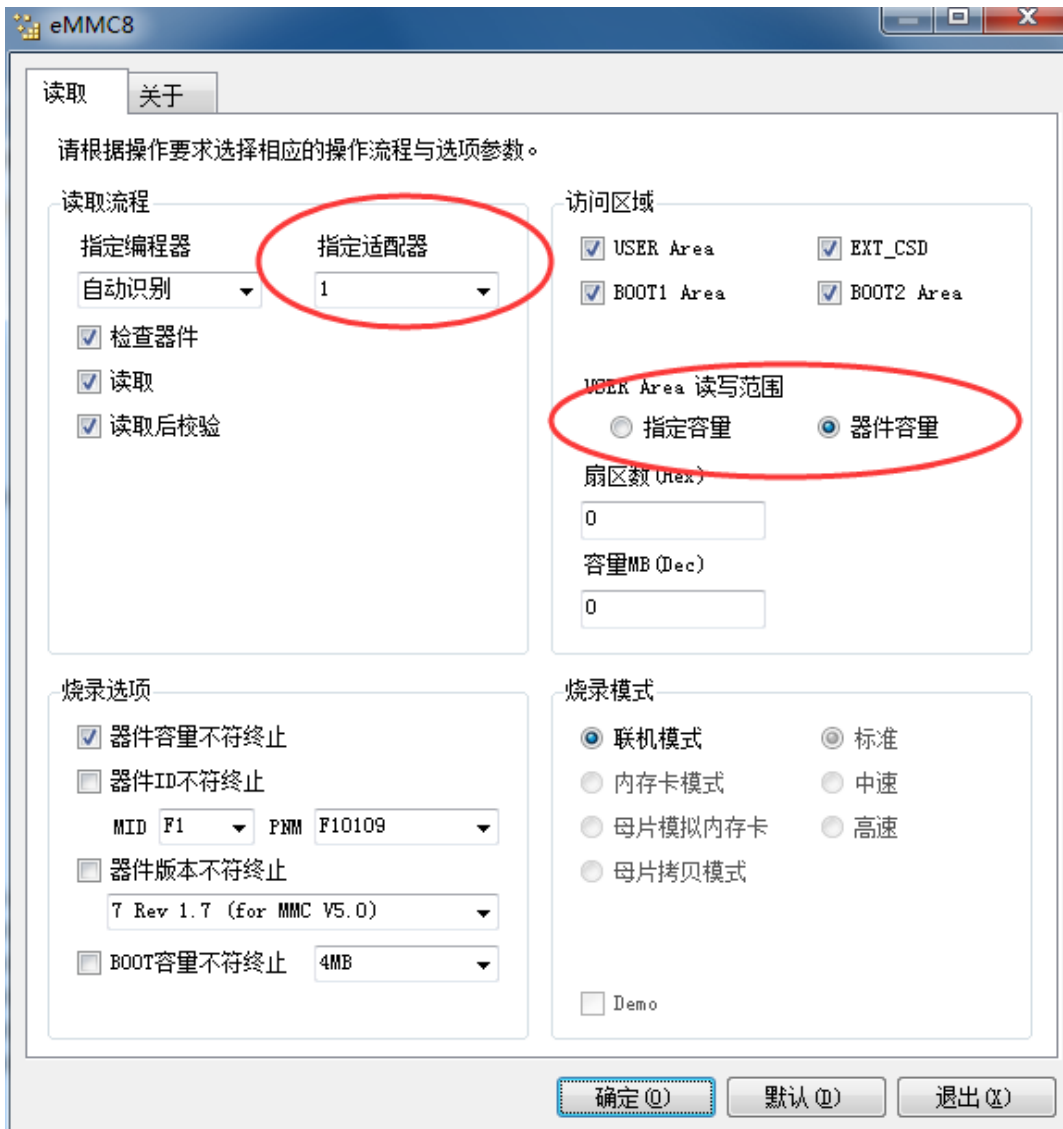 eMMC8
读取 关于
请根据操作要求选择相应的操作流程与选项参数。
读取流程
指定编程器 指定适配器
自动识别 1
检查器件
读取
读取后校验
访问区域
USER Area EXT_CSD
BOOT1 Area BOOT2 Area
USER Area 读写范围
指定容量 器件容量
扇区数(Hex)
0
容量MB(Dec)
0
烧录选项
器件容量不符终止
器件ID不符终止
MID F1 PNM F10109
器件版本不符终止
7 Rev 1.7 (for MMC V5.0)
BOOT容量不符终止 4MB
烧录模式
联机模式 标准
内存卡模式 中速
母片模拟内存卡 高速
母片拷贝模式
Demo
确定(O) 默认(D) 退出(X)